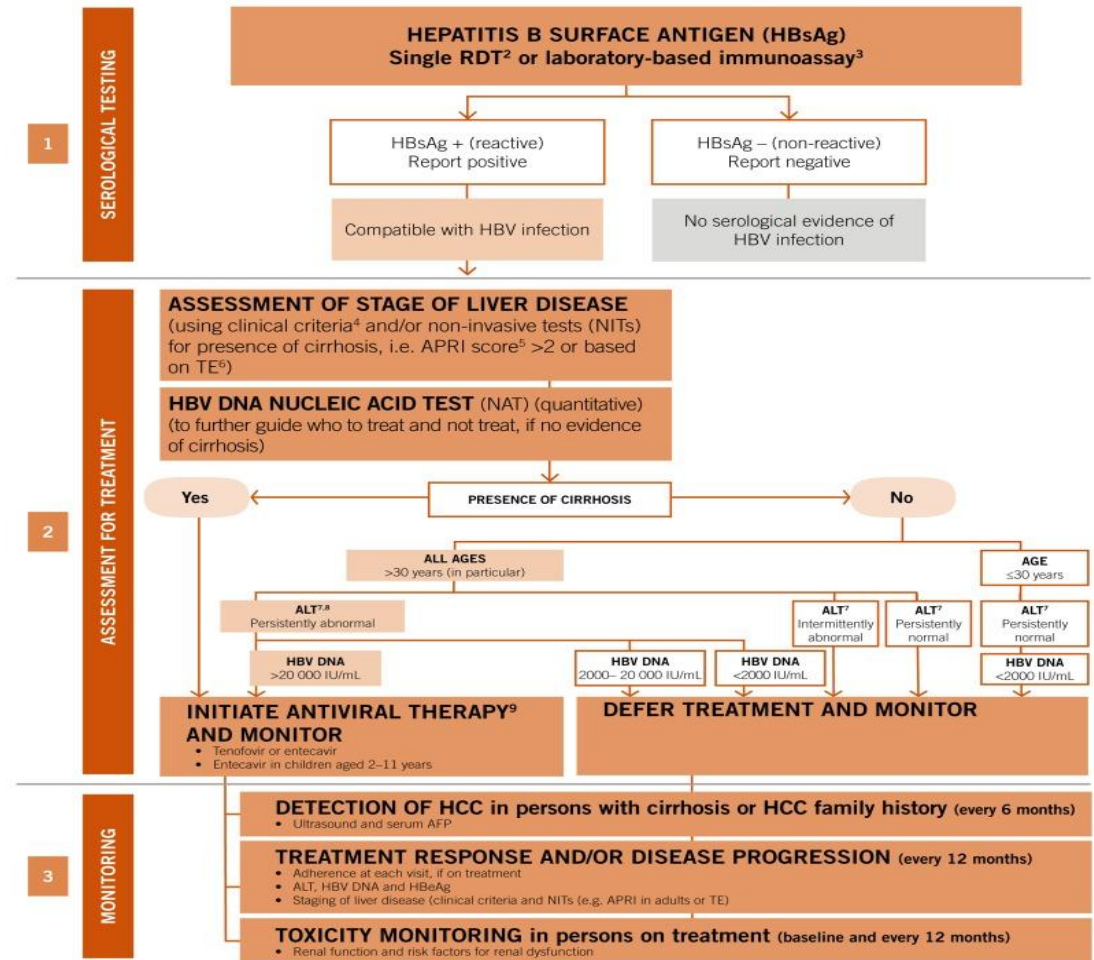 1
SEROLOGICAL TESTING
HEPATITIS B SURFACE ANTIGEN (HBsAg)
Single RDT² or laboratory-based immunoassay³
HBsAg + (reactive)
Report positive
HBsAg – (non-reactive)
Report negative
Compatible with HBV infection
No serological evidence of
HBV infection
2
ASSESSMENT FOR TREATMENT
ASSESSMENT OF STAGE OF LIVER DISEASE
(using clinical criteria⁴ and/or non-invasive tests (NITs)
for presence of cirrhosis, i.e. APRI score⁵ >2 or based
on TE⁶)
HBV DNA NUCLEIC ACID TEST (NAT) (quantitative)
(to further guide who to treat and not treat, if no evidence
of cirrhosis)
Yes
PRESENCE OF CIRRHOSIS
No
ALL AGES
>30 years (in particular)
AGE
≤30 years
ALT⁷,⁸
Persistently abnormal
ALT⁷
Intermittently
abnormal
ALT⁷
Persistently
normal
ALT⁷
Persistently
normal
HBV DNA
>20 000 IU/mL
HBV DNA
2000– 20 000 IU/mL
HBV DNA
<2000 IU/mL
HBV DNA
<2000 IU/mL
INITIATE ANTIVIRAL THERAPY⁹
AND MONITOR
• Tenofovir or entecavir
• Entecavir in children aged 2–11 years
DEFER TREATMENT AND MONITOR
3
MONITORING
DETECTION OF HCC in persons with cirrhosis or HCC family history (every 6 months)
• Ultrasound and serum AFP
TREATMENT RESPONSE AND/OR DISEASE PROGRESSION (every 12 months)
• Adherence at each visit, if on treatment
• ALT, HBV DNA and HBeAg
• Staging of liver disease (clinical criteria and NITs (e.g. APRI in adults or TE)
TOXICITY MONITORING in persons on treatment (baseline and every 12 months)
• Renal function and risk factors for renal dysfunction